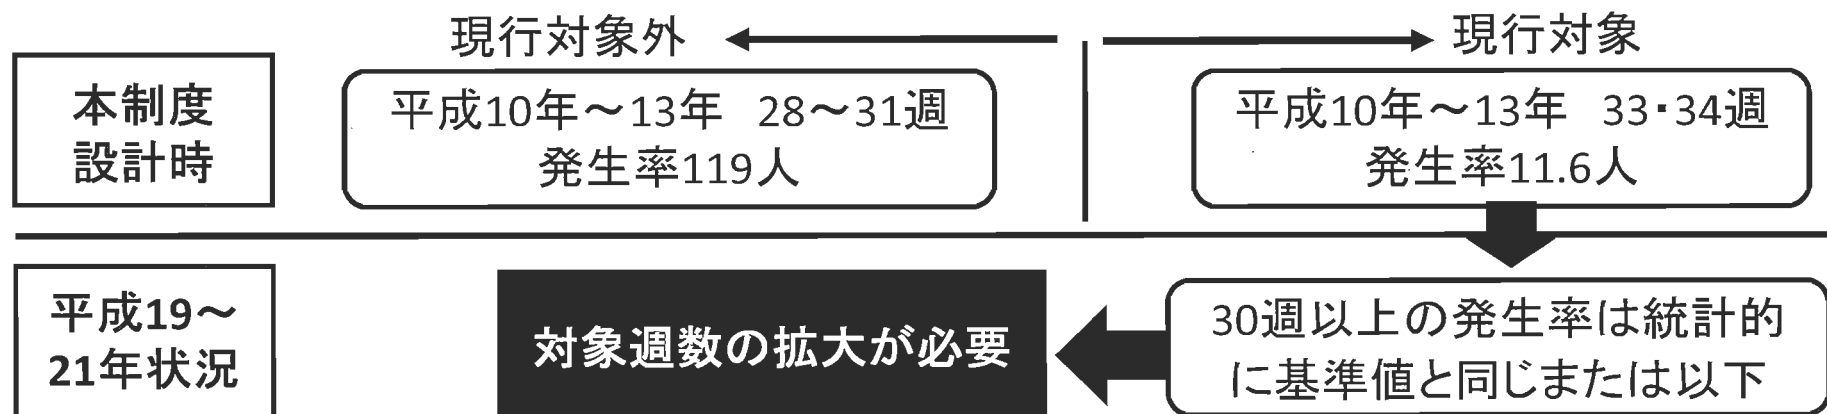 現行対象外
現行対象
本制度
設計時
平成10年～13年 28～31週
発生率119人
平成10年～13年 33・34週
発生率11.6人
平成19～
21年状況
対象週数の拡大が必要
30週以上の発生率は統計的
に基準値と同じまたは以下